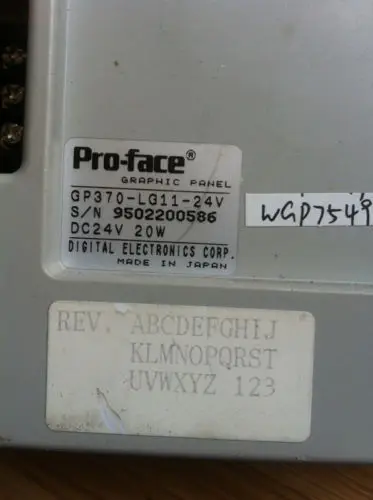 Pro-face®
GRAPHIC PANEL
GP370-LG11-24V
S/N 9502200586
DC24V 20W
DIGITAL ELECTRONICS CORP.
MADE IN JAPAN
WGP7549
REV. ABCDEFGHIJ
KLMNOPQRST
UVWXYZ 123